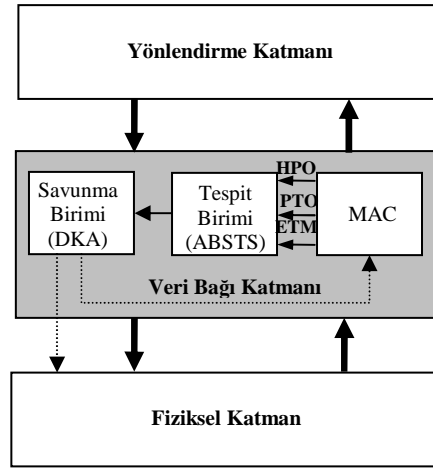 Yönlendirme Katmanı
Savunma
Birimi
(DKA)
Tespit
Birimi
(ABSTS)
HPO
PTO
ETM
MAC
Veri Bağı Katmanı
Fiziksel Katman